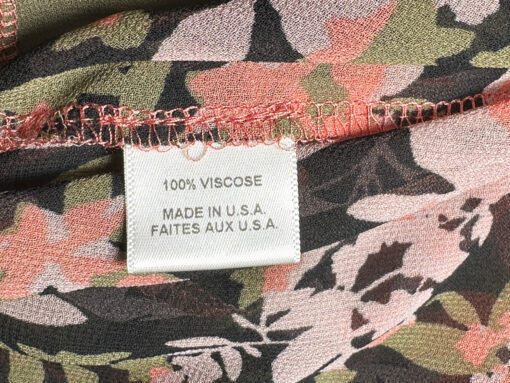 100% VISCOSE
MADE IN U.S.A.
FAITES AUX U.S.A.